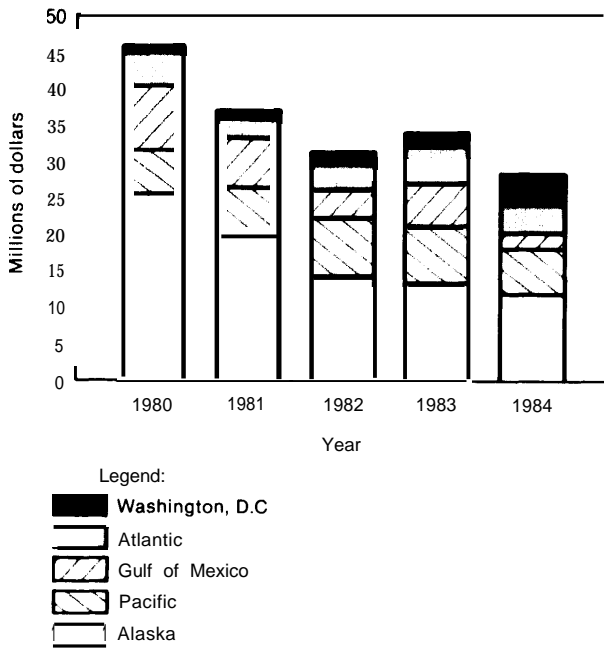 Millions of dollars
50
45
40
35
30
25
20
15
10
5
0
1980 1981 1982 1983 1984
Year
Legend:
Washington, D.C
Atlantic
Gulf of Mexico
Pacific
Alaska